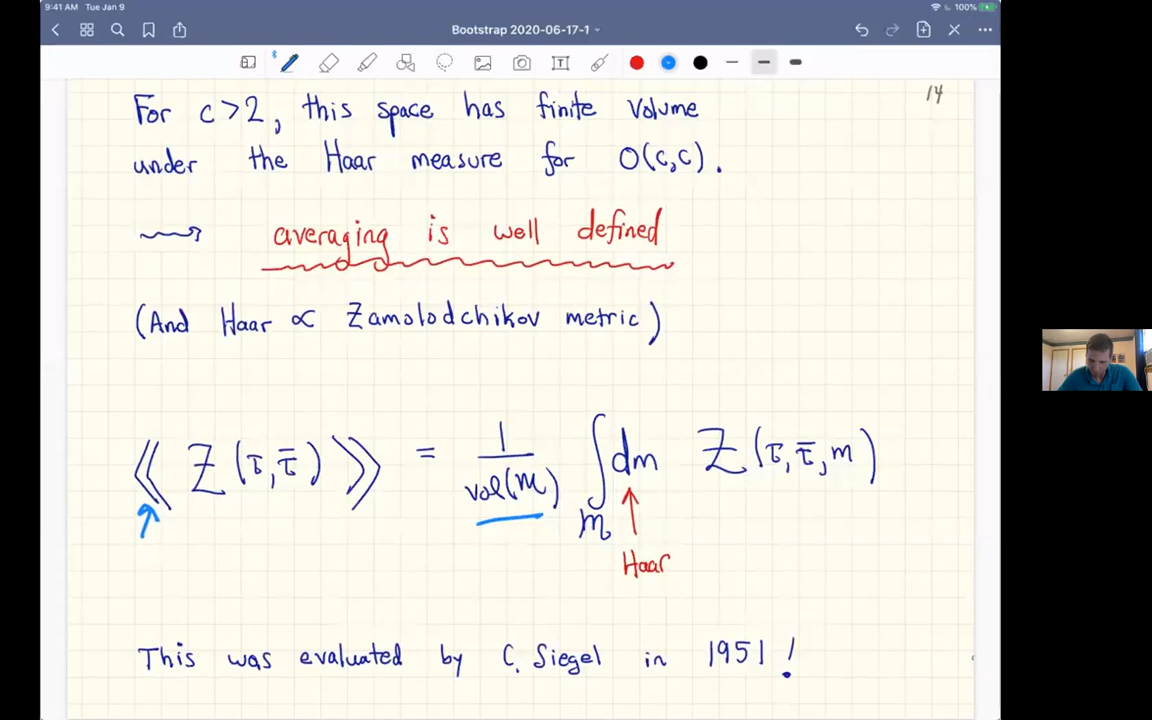 9:41 AM Tue Jan 9
100%
Bootstrap 2020-06-17-1
14
For c > 2, this space has finite volume
under the Haar measure for O(c,c).
⟿ averaging is well defined
(And Haar ∝ Zamolodchikov metric)
⟪ Z(τ,τ̄) ⟫ = 1/vol(m) ∫_m dm Z(τ,τ̄,m)
Haar
This was evaluated by C. Siegel in 1951!